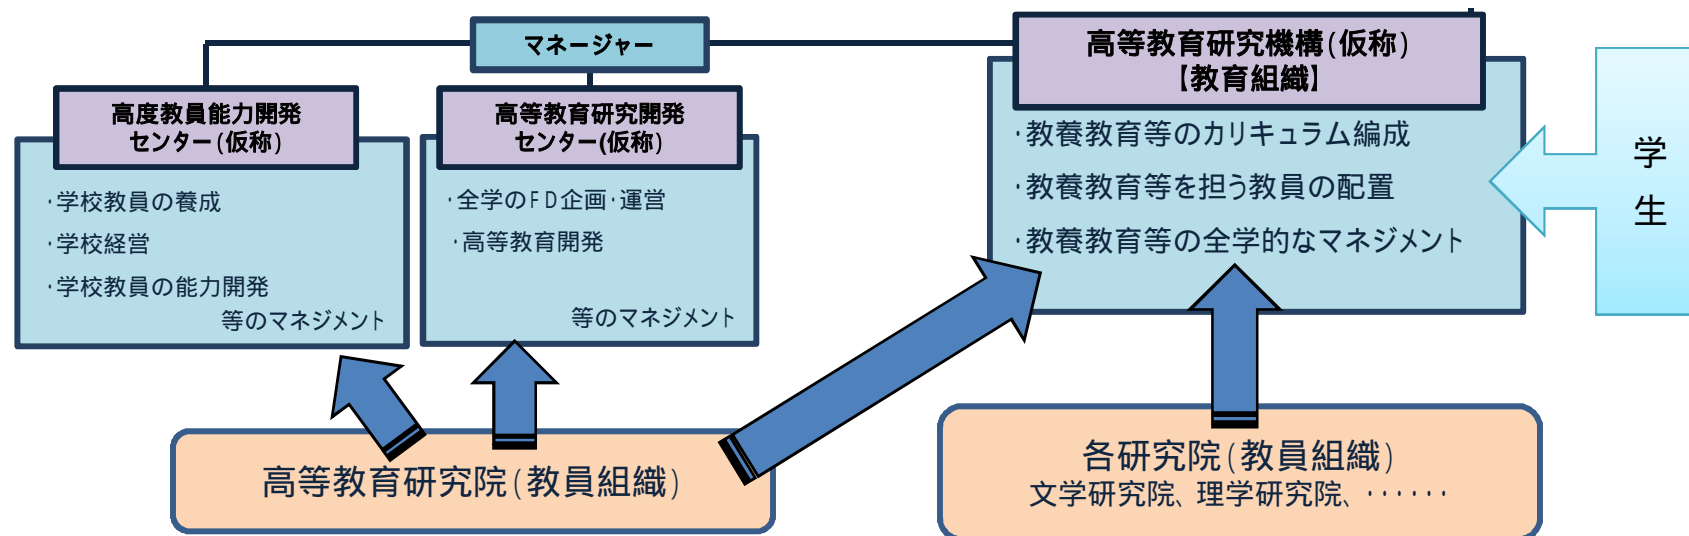 マネージャー
高等教育研究機構(仮称)
【教育組織】
高度教員能力開発
センター(仮称)
高等教育研究開発
センター(仮称)
・学校教員の養成
・学校経営
・学校教員の能力開発
等のマネジメント
・全学のFD企画・運営
・高等教育開発
等のマネジメント
・教養教育等のカリキュラム編成
・教養教育等を担う教員の配置
・教養教育等の全学的なマネジメント
学
生
高等教育研究院(教員組織)
各研究院(教員組織)
文学研究院、理学研究院、・・・・・・